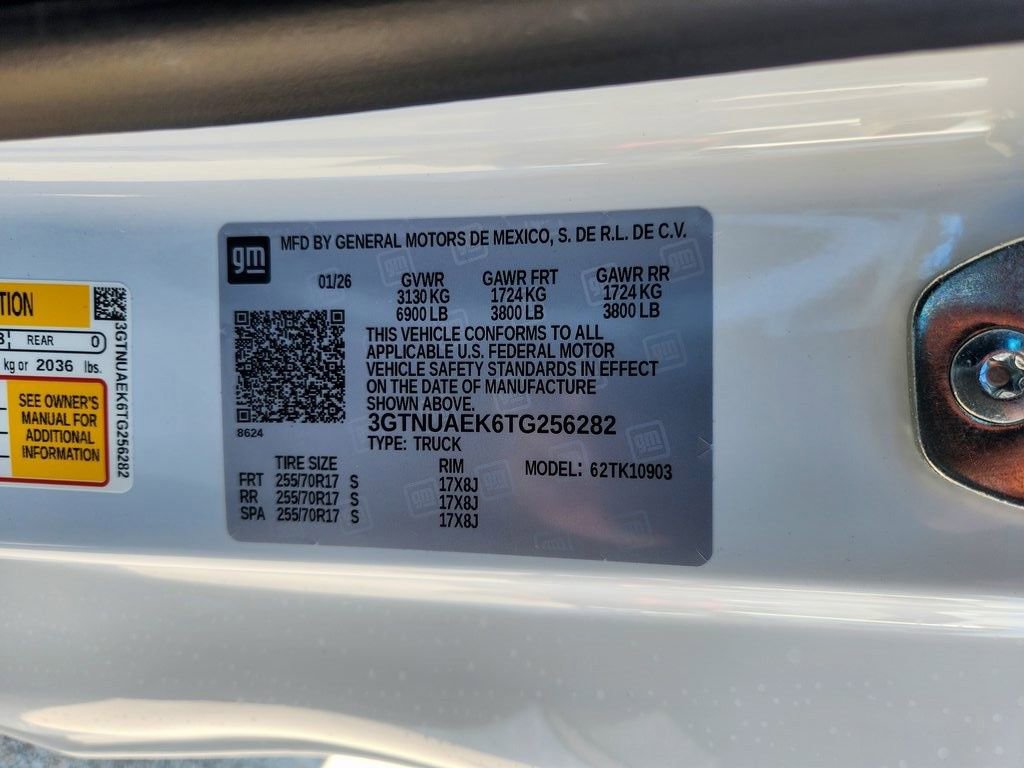 gm
MFD BY GENERAL MOTORS DE MEXICO, S. DE R.L. DE C.V.
01/26 GVWR GAWR FRT GAWR RR
3130 KG 1724 KG 1724 KG
6900 LB 3800 LB 3800 LB
THIS VEHICLE CONFORMS TO ALL
APPLICABLE U.S. FEDERAL MOTOR
VEHICLE SAFETY STANDARDS IN EFFECT
ON THE DATE OF MANUFACTURE
SHOWN ABOVE.
8624
3GTNUAEK6TG256282
TYPE: TRUCK
TIRE SIZE RIM MODEL: 62TK10903
FRT 255/70R17 S 17X8J
RR 255/70R17 S 17X8J
SPA 255/70R17 S 17X8J
REAR 0
kg or 2036 lbs.
SEE OWNER'S
MANUAL FOR
ADDITIONAL
INFORMATION
3GTNUAEK6TG256282